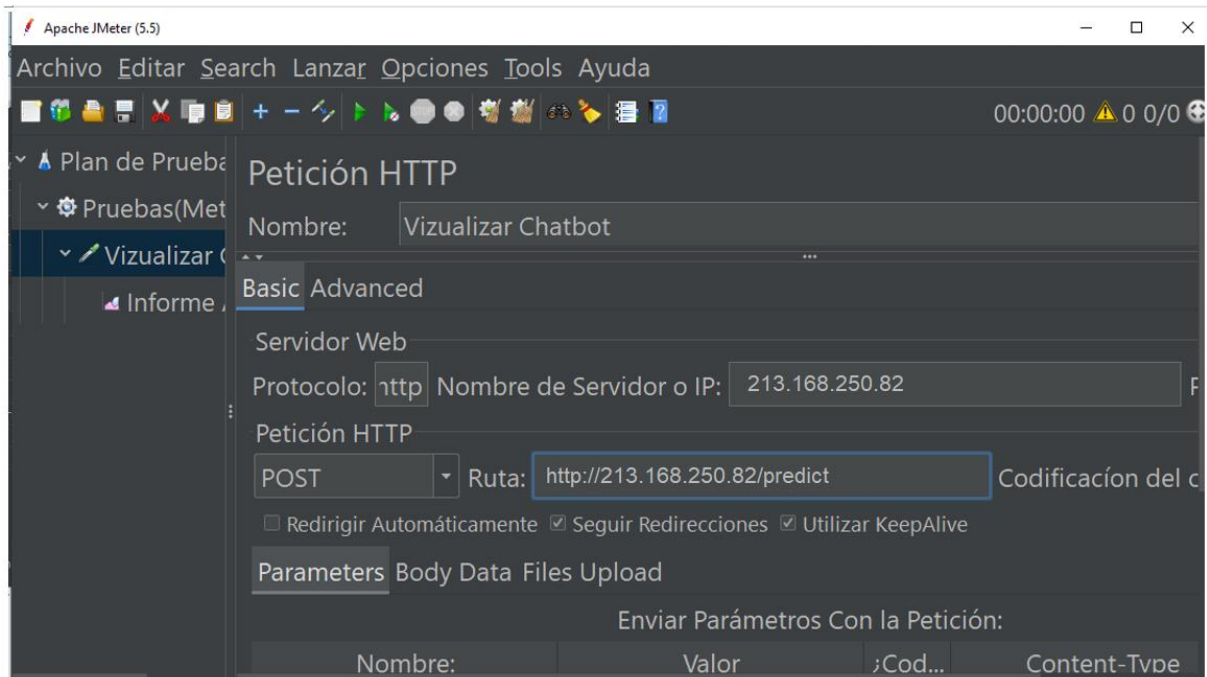 Apache JMeter (5.5)
Archivo Editar Search Lanzar Opciones Tools Ayuda
00:00:00 0 0/0
Plan de Prueba
Pruebas(Met
Vizualizar
Informe
Petición HTTP
Nombre: Vizualizar Chatbot
Basic Advanced
Servidor Web
Protocolo: http Nombre de Servidor o IP: 213.168.250.82
Petición HTTP
POST Ruta: http://213.168.250.82/predict Codificacíon del c
Redirigir Automáticamente Seguir Redirecciones Utilizar KeepAlive
Parameters Body Data Files Upload
Enviar Parámetros Con la Petición:
Nombre: Valor ¿Cod... Content-Type